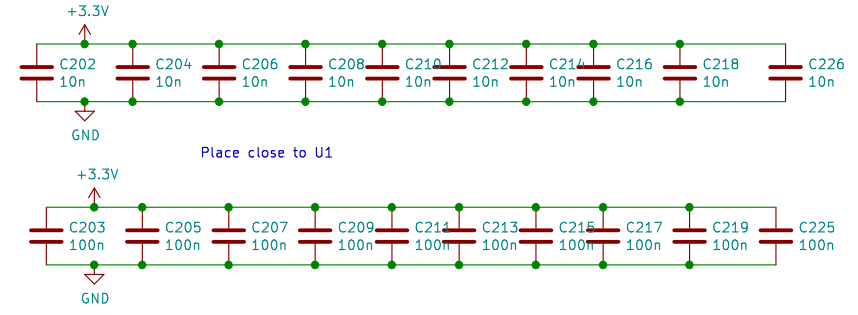 +3.3V
C202 C204 C206 C208 C210 C212 C214 C216 C218 C226
10n 10n 10n 10n 10n 10n 10n 10n 10n 10n
GND
Place close to U1
+3.3V
C203 C205 C207 C209 C211 C213 C215 C217 C219 C225
100n 100n 100n 100n 100n 100n 100n 100n 100n 100n
GND